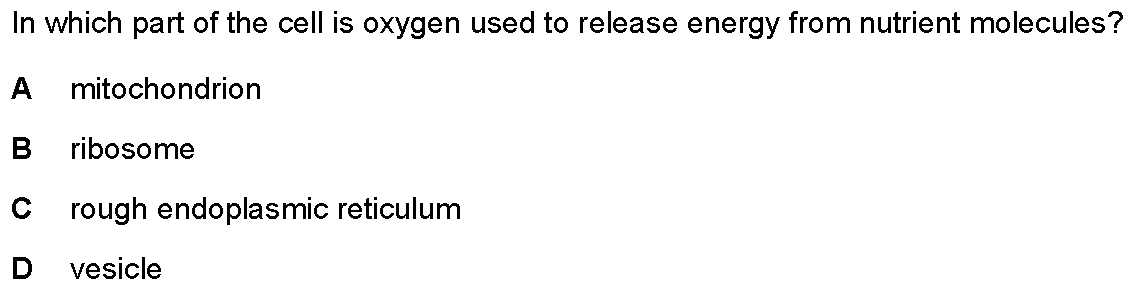 In which part of the cell is oxygen used to release energy from nutrient molecules?
A mitochondrion
B ribosome
C rough endoplasmic reticulum
D vesicle